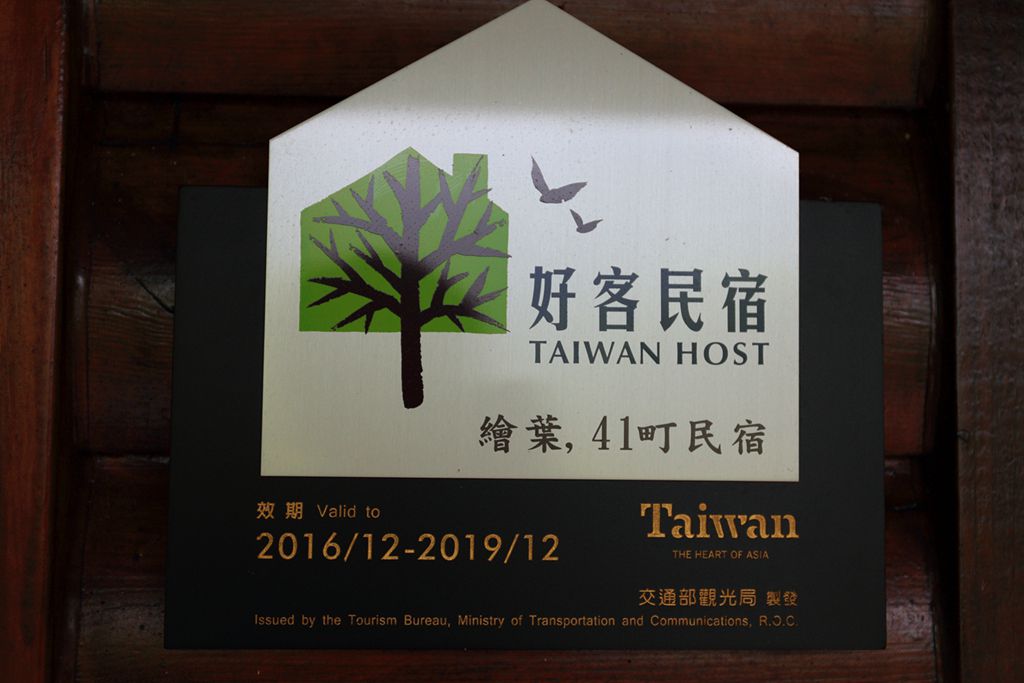 好客民宿
TAIWAN HOST
繪葉, 41町民宿
效期 Valid to
2016/12-2019/12
Taiwan
THE HEART OF ASIA
交通部觀光局 製發
Issued by the Tourism Bureau, Ministry of Transportation and Communications, R.O.C.